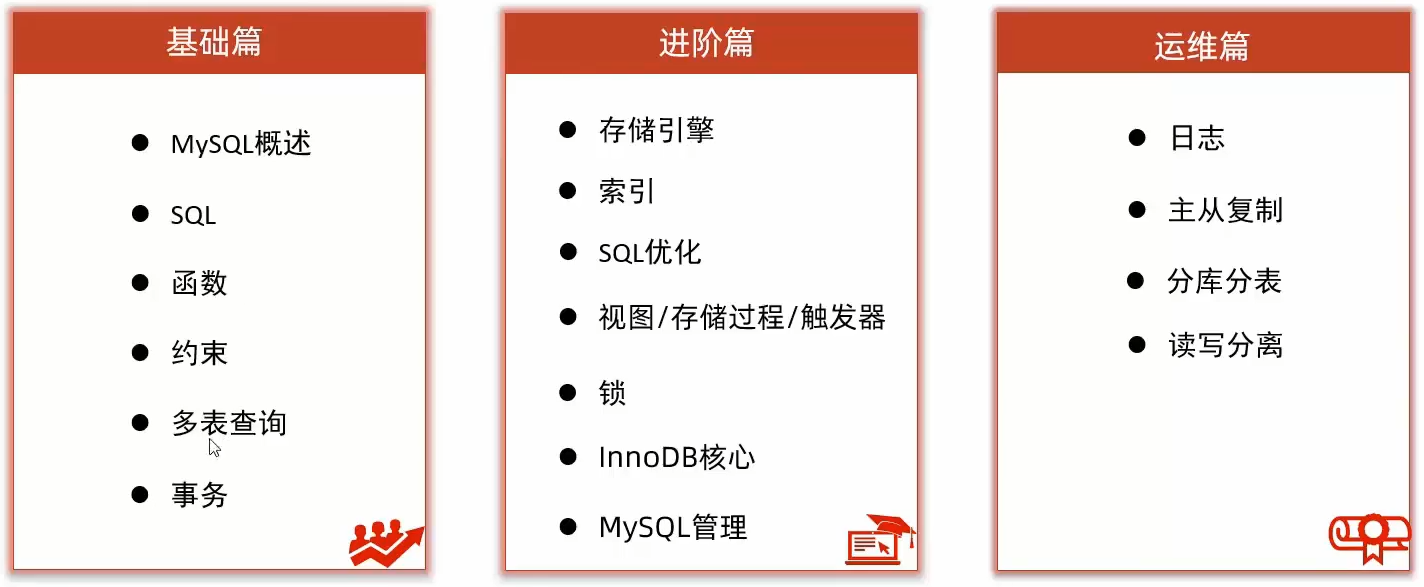 基础篇
MySQL概述
SQL
函数
约束
多表查询
事务
进阶篇
存储引擎
索引
SQL优化
视图/存储过程/触发器
锁
InnoDB核心
MySQL管理
运维篇
日志
主从复制
分库分表
读写分离